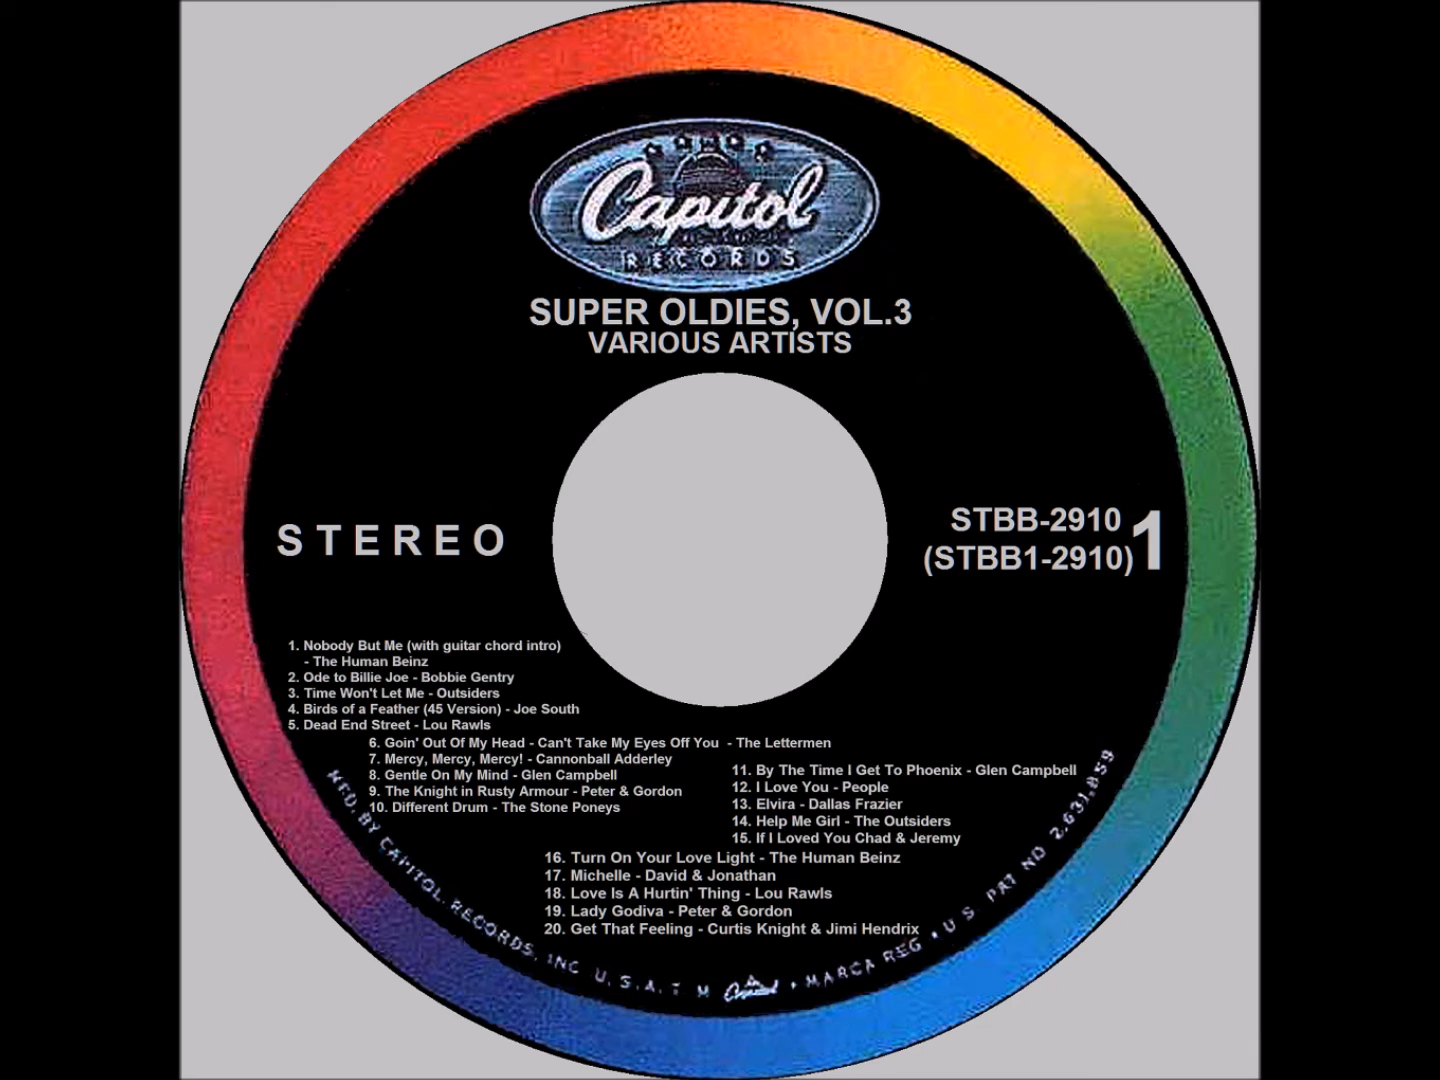 Capitol
RECORDS
SUPER OLDIES, VOL.3
VARIOUS ARTISTS
STEREO
STBB-2910
(STBB1-2910)
1
1. Nobody But Me (with guitar chord intro)
- The Human Beinz
2. Ode to Billie Joe - Bobbie Gentry
3. Time Won't Let Me - Outsiders
4. Birds of a Feather (45 Version) - Joe South
5. Dead End Street - Lou Rawls
6. Goin' Out Of My Head - Can't Take My Eyes Off You - The Lettermen
7. Mercy, Mercy, Mercy! - Cannonball Adderley
8. Gentle On My Mind - Glen Campbell
9. The Knight in Rusty Armour - Peter & Gordon
10. Different Drum - The Stone Poneys
11. By The Time I Get To Phoenix - Glen Campbell
12. I Love You - People
13. Elvira - Dallas Frazier
14. Help Me Girl - The Outsiders
15. If I Loved You Chad & Jeremy
16. Turn On Your Love Light - The Human Beinz
17. Michelle - David & Jonathan
18. Love Is A Hurtin' Thing - Lou Rawls
19. Lady Godiva - Peter & Gordon
20. Get That Feeling - Curtis Knight & Jimi Hendrix
MFD. BY CAPITOL RECORDS, INC U.S.A. T M Capitol • MARCA REG • U S PAT NO 2,631,859